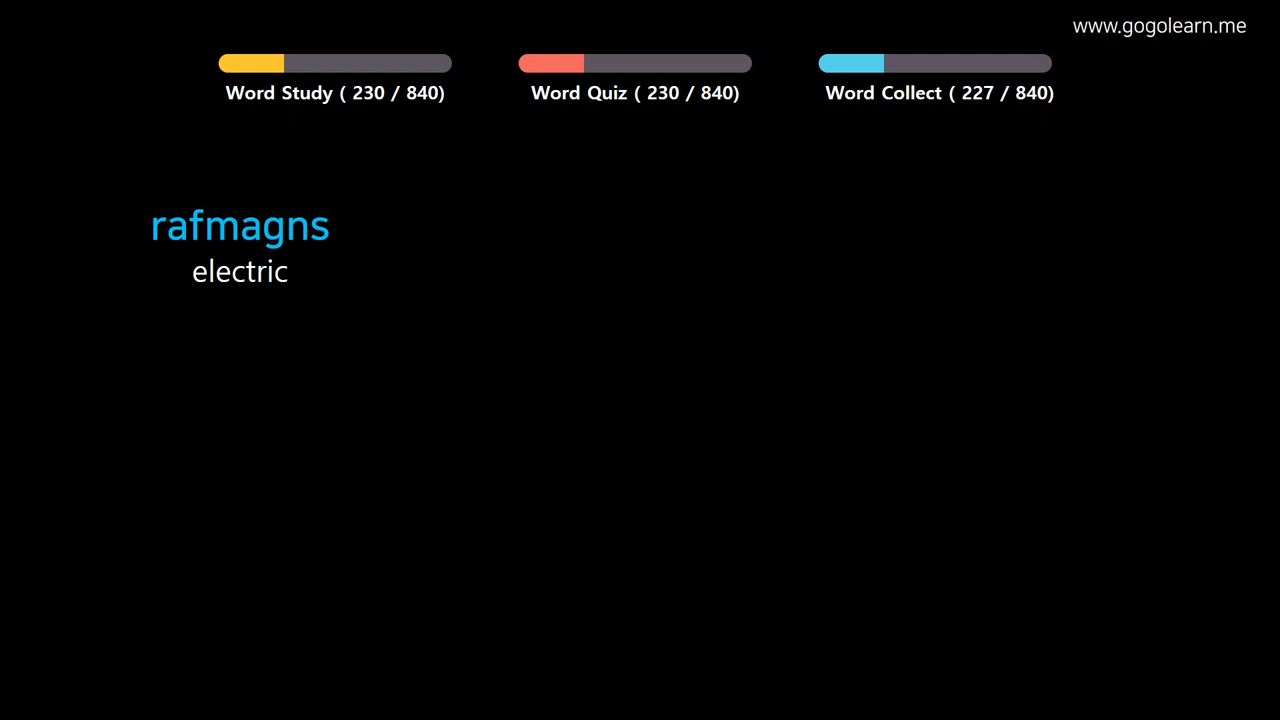 www.gogolearn.me
Word Study ( 230 / 840)
Word Quiz ( 230 / 840)
Word Collect ( 227 / 840)
rafmagns
electric